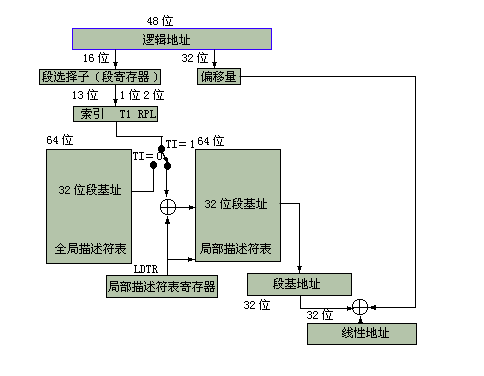 48 位
逻辑地址
16 位
32 位
段选择子（段寄存器）
偏移量
13 位
1 位 2 位
索引 T1 RPL
64 位
TI= 1
64 位
TI= 0
32 位段基址
32 位段基址
全局描述符表
局部描述符表
LDTR
局部描述符表寄存器
段基地址
32 位
32 位
线性地址